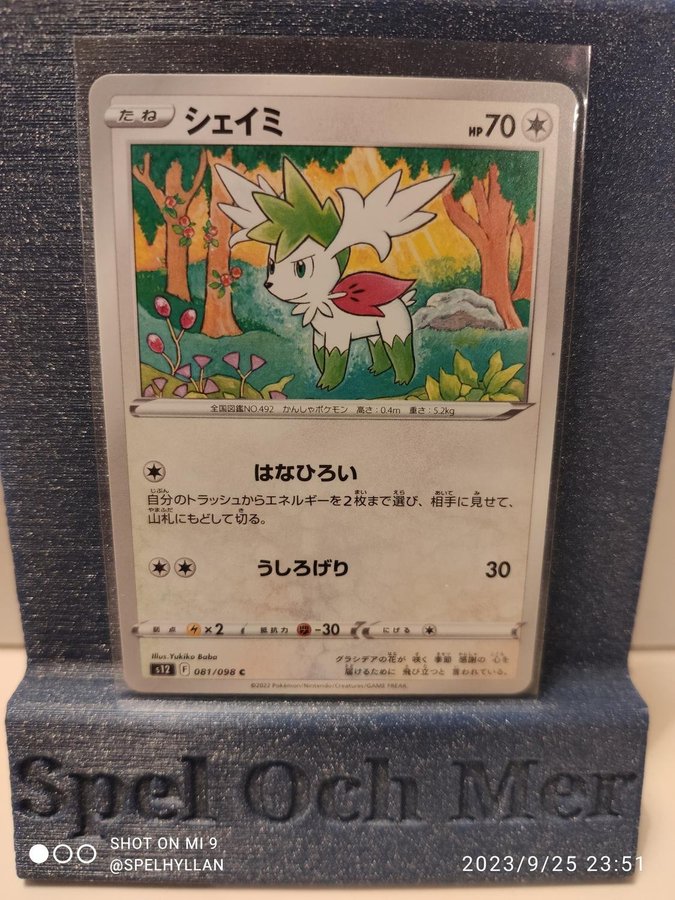 たね シェイミ HP70
全国図鑑NO.492 かんしゃポケモン 高さ:0.4m 重さ:5.2kg
はなひろい
自分のトラッシュからエネルギーを2枚まで選び、相手に見せて、
山札にもどして切る。
うしろげり 30
弱点 ×2 抵抗力 -30 にげる
Illus.Yukiko Baba
グラシデアの花が 咲く 季節 感謝の 心を
s12 F 081/098 C
届けるために 飛び立つと 言われている。
©2022 Pokémon/Nintendo/Creatures/GAME FREAK.
Spel Och Mer
SHOT ON MI 9
@SPELHYLLAN
2023/9/25 23:51